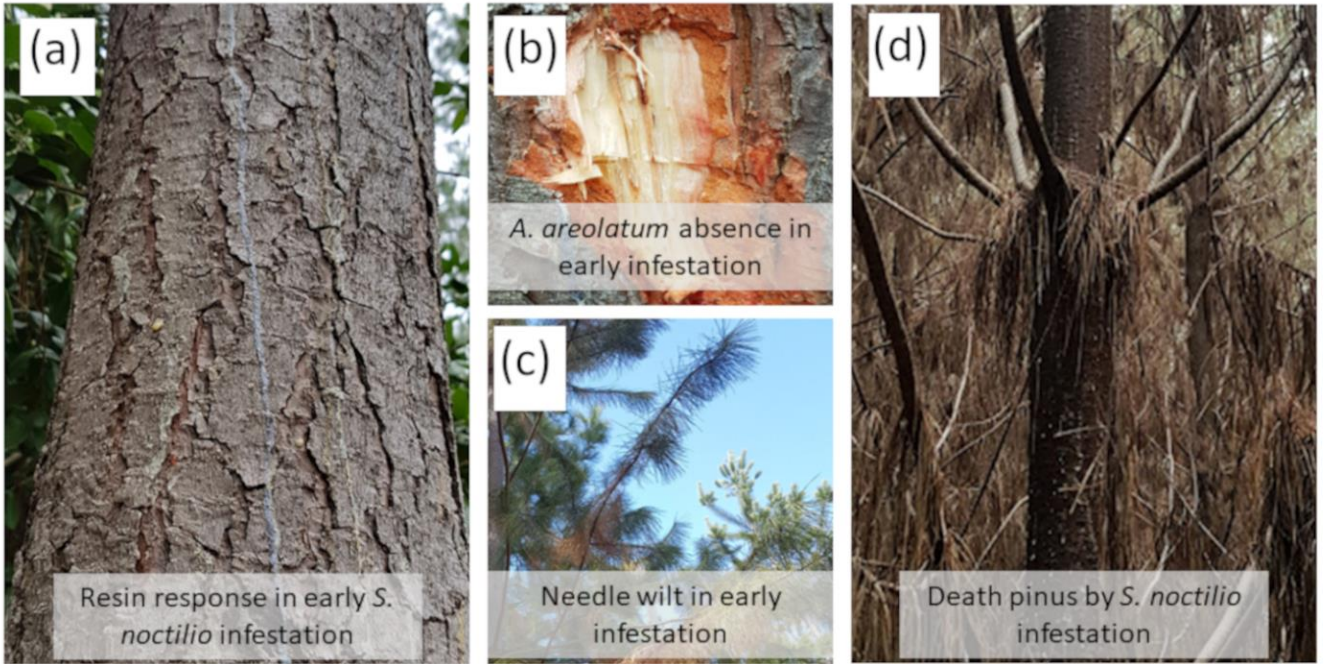 (a)
Resin response in early S.
noctilio infestation
(b)
A. areolatum absence in
early infestation
(c)
Needle wilt in early
infestation
(d)
Death pinus by S. noctilio
infestation